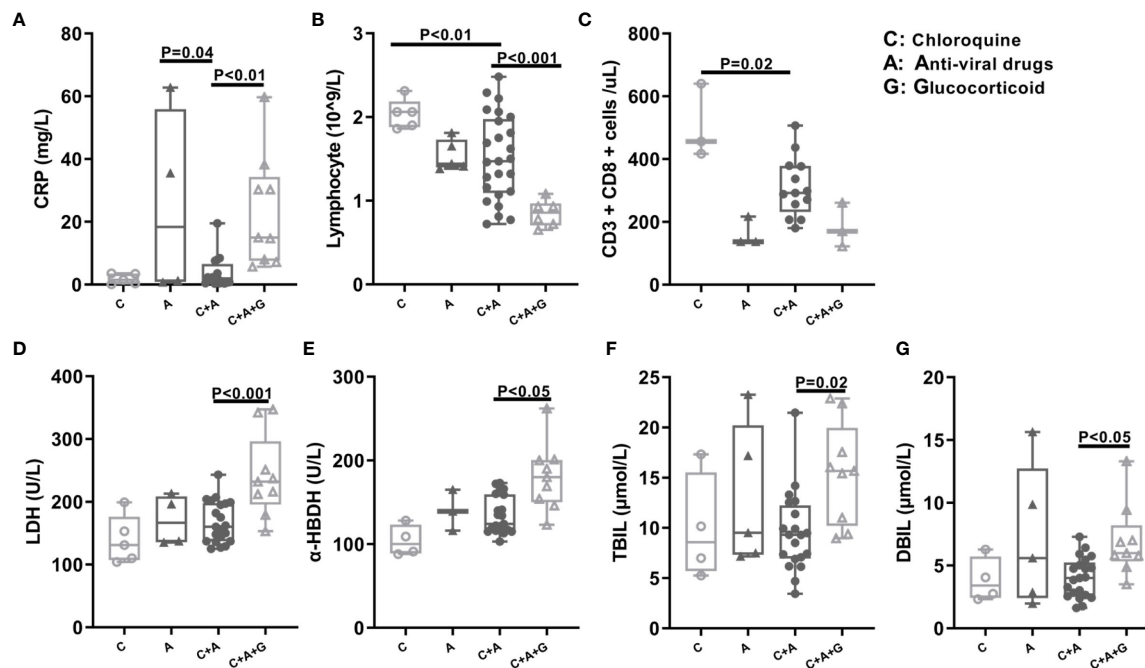 A
CRP (mg/L)
80
60
40
20
0
P=0.04
P<0.01
C
A
C+A
C+A+G
B
Lymphocyte (10^9/L)
3
2
1
0
P<0.01
P<0.001
C
A
C+A
C+A+G
C
CD3 + CD8 + cells /uL
800
600
400
200
0
P=0.02
C
A
C+A
C+A+G
C: Chloroquine
A: Anti-viral drugs
G: Glucocorticoid
D
LDH (U/L)
400
300
200
100
0
P<0.001
C
A
C+A
C+A+G
E
α-HBDH (U/L)
300
200
100
0
P<0.05
C
A
C+A
C+A+G
F
TBIL (μmol/L)
25
20
15
10
5
0
P=0.02
C
A
C+A
C+A+G
G
DBIL (μmol/L)
20
15
10
5
0
P<0.05
C
A
C+A
C+A+G